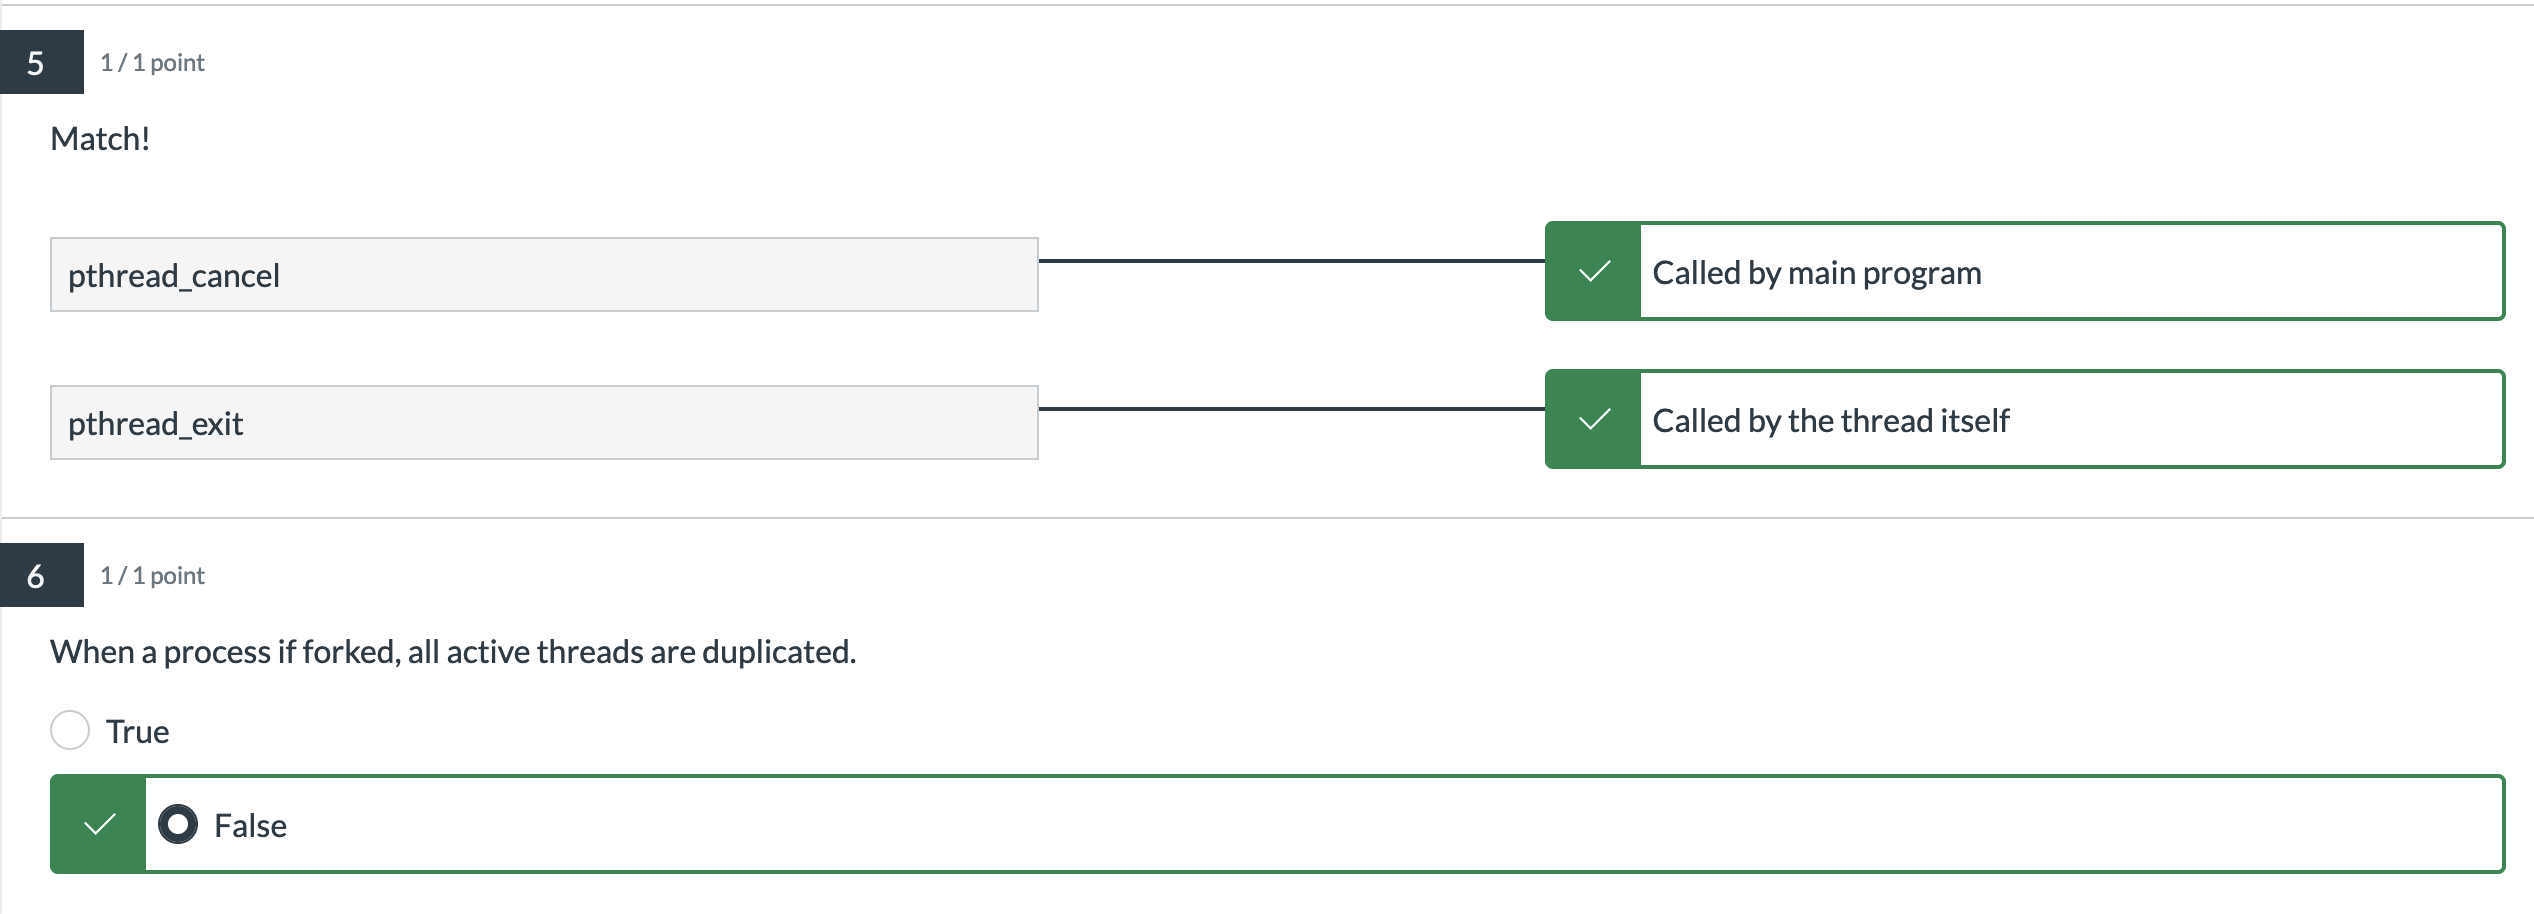 5
1 / 1 point
Match!
pthread_cancel
Called by main program
pthread_exit
Called by the thread itself
6
1 / 1 point
When a process if forked, all active threads are duplicated.
True
False